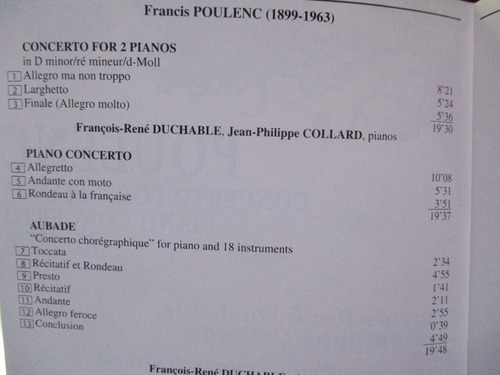 Francis POULENC (1899-1963)
CONCERTO FOR 2 PIANOS
in D minor/ré mineur/d-Moll
1 Allegro ma non troppo 8'21
2 Larghetto 5'24
3 Finale (Allegro molto) 5'36
19'30
François-René DUCHABLE, Jean-Philippe COLLARD, pianos
PIANO CONCERTO
4 Allegretto 10'08
5 Andante con moto 5'31
6 Rondeau à la française 3'51
19'37
AUBADE
"Concerto chorégraphique" for piano and 18 instruments
7 Toccata 2'34
8 Récitatif et Rondeau 4'55
9 Presto 1'41
10 Récitatif 2'11
11 Andante 2'55
12 Allegro feroce 0'39
13 Conclusion 4'49
19'48
François-René DUCHABLE